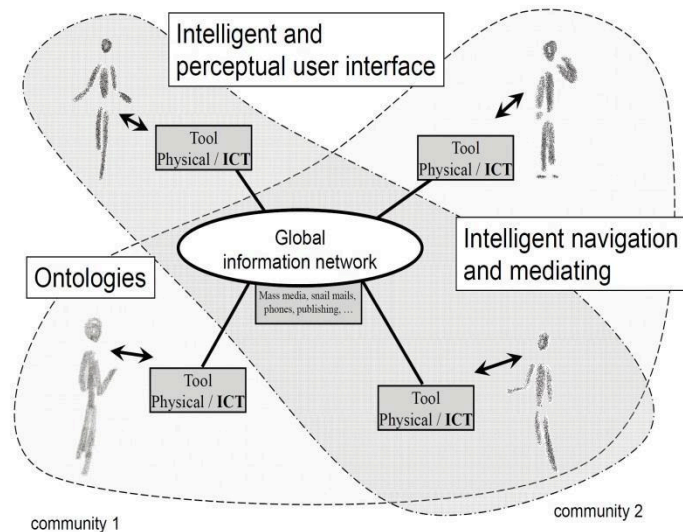 Intelligent and
perceptual user interface
Tool
Physical / ICT
Tool
Physical / ICT
Global
information network
Mass media, snail mails,
phones, publishing, …
Ontologies
Intelligent navigation
and mediating
Tool
Physical / ICT
Tool
Physical / ICT
community 1
community 2